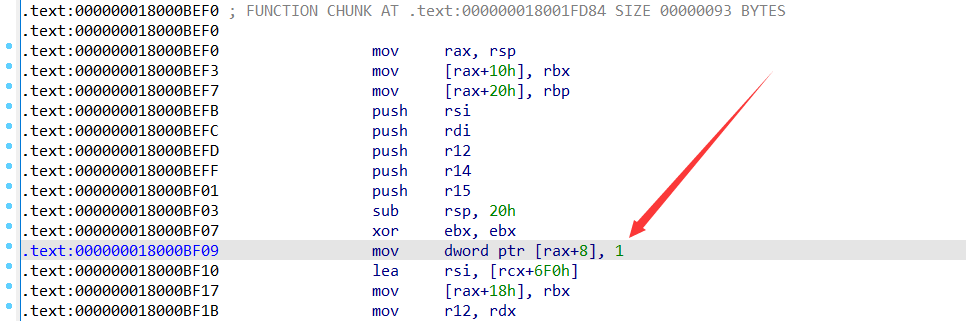 .text:000000018000BEF0 ; FUNCTION CHUNK AT .text:000000018001FD84 SIZE 00000093 BYTES
.text:000000018000BEF0
.text:000000018000BEF0 mov rax, rsp
.text:000000018000BEF3 mov [rax+10h], rbx
.text:000000018000BEF7 mov [rax+20h], rbp
.text:000000018000BEFB push rsi
.text:000000018000BEFC push rdi
.text:000000018000BEFD push r12
.text:000000018000BEFF push r14
.text:000000018000BF01 push r15
.text:000000018000BF03 sub rsp, 20h
.text:000000018000BF07 xor ebx, ebx
.text:000000018000BF09 mov dword ptr [rax+8], 1
.text:000000018000BF10 lea rsi, [rcx+6F0h]
.text:000000018000BF17 mov [rax+18h], rbx
.text:000000018000BF1B mov r12, rdx